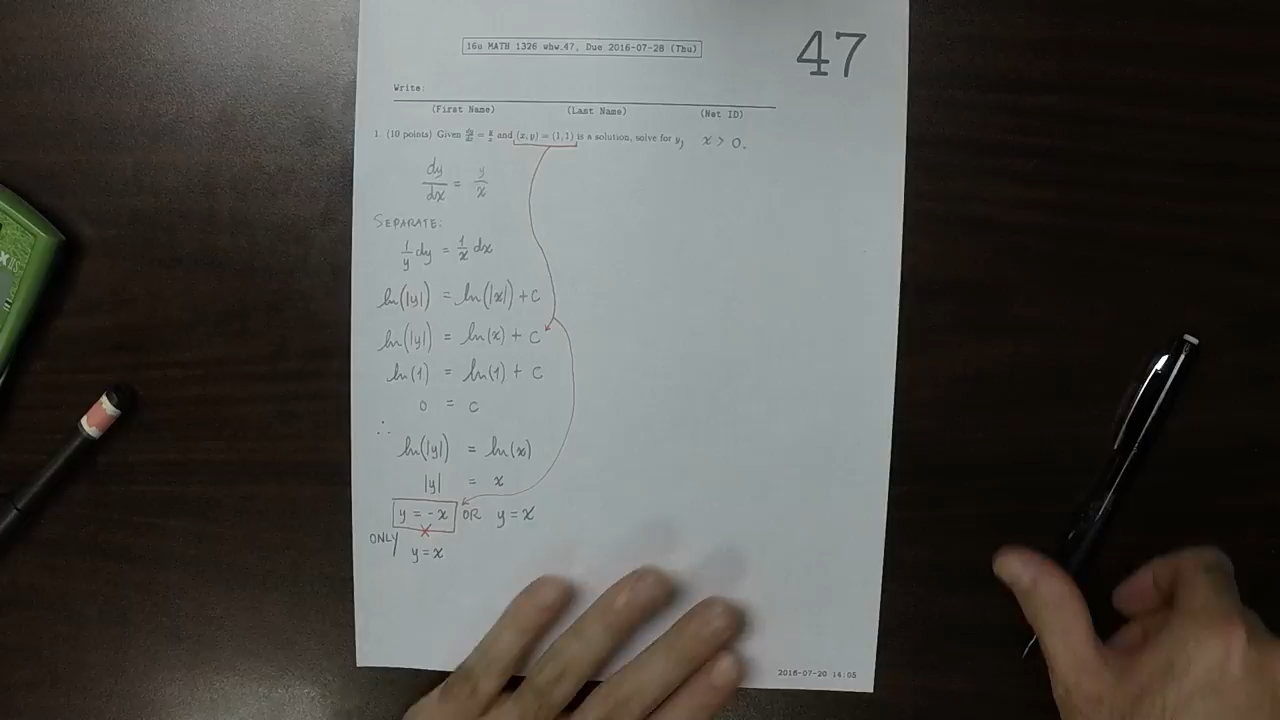 16u MATH 1326 wbw.47, Due 2016-07-28 (Thu)
47
Write:
(First Name) (Last Name) (Net ID)
1. (10 points) Given dy/dx = y/x and (x, y) = (1, 1) is a solution, solve for y, x > 0.
dy/dx = y/x
SEPARATE:
1/y dy = 1/x dx
ln(|y|) = ln(|x|) + C
ln(|y|) = ln(x) + C
ln(1) = ln(1) + C
0 = C
∴
ln(|y|) = ln(x)
|y| = x
y = -x OR y = x
ONLY y = x
2016-07-20 14:05